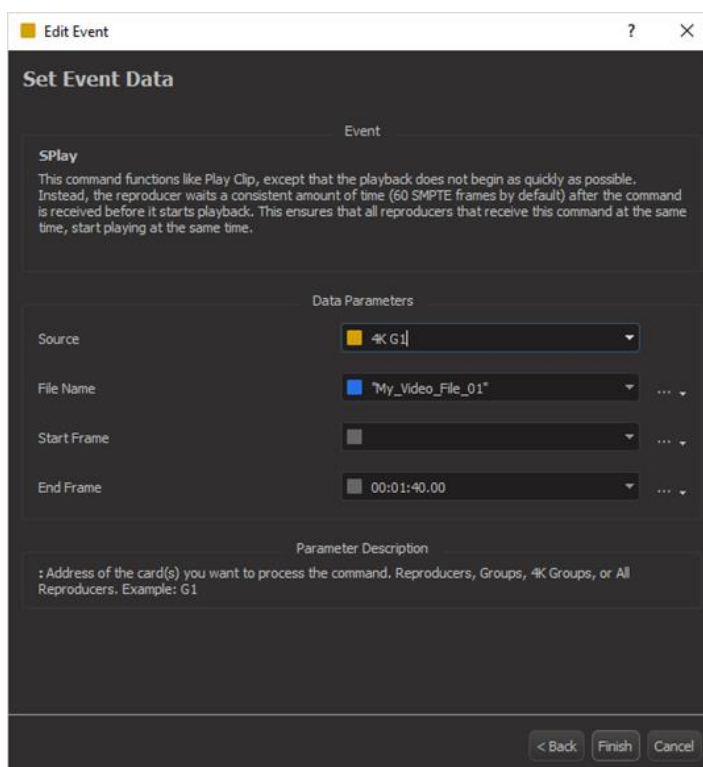 Edit Event
?
Set Event Data
Event
SPlay
This command functions like Play Clip, except that the playback does not begin as quickly as possible.
Instead, the reproducer waits a consistent amount of time (60 SMPTE frames by default) after the command
is received before it starts playback. This ensures that all reproducers that receive this command at the same
time, start playing at the same time.
Data Parameters
Source 4K G1
File Name "My_Video_File_01" ...
Start Frame ...
End Frame 00:01:40.00 ...
Parameter Description
: Address of the card(s) you want to process the command. Reproducers, Groups, 4K Groups, or All
Reproducers. Example: G1
< Back Finish Cancel